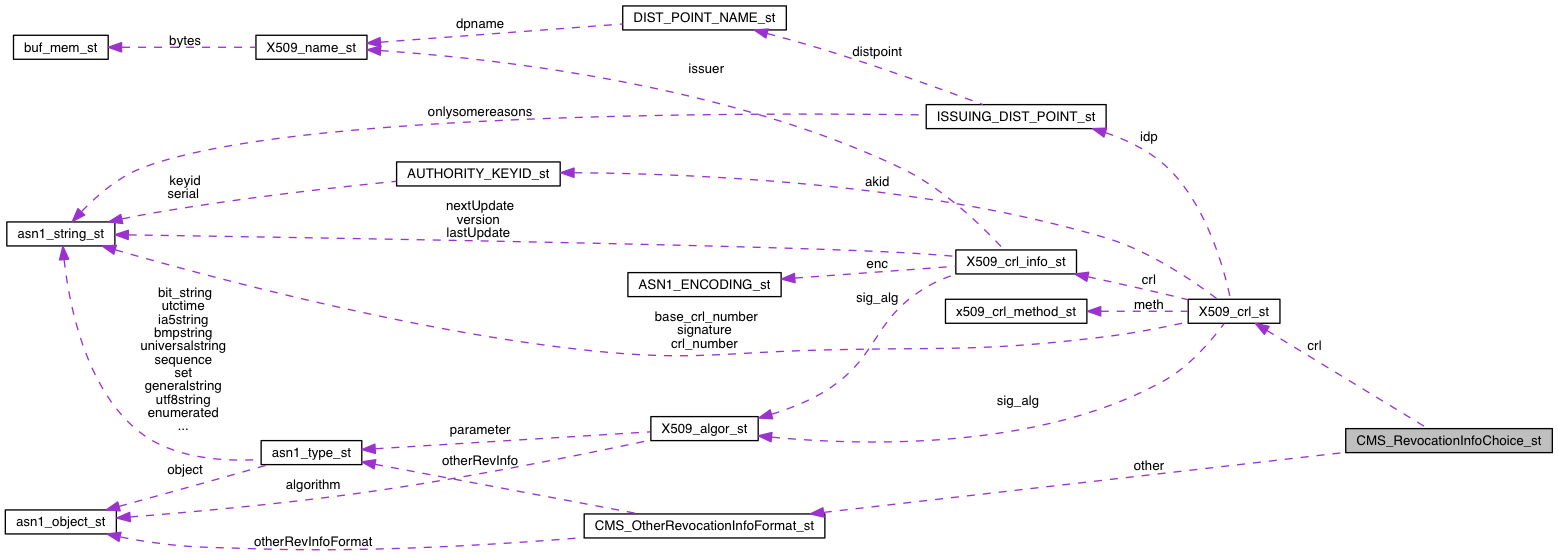 DIST_POINT_NAME_st
dpname
buf_mem_st
bytes
X509_name_st
distpoint
issuer
onlysomereasons
ISSUING_DIST_POINT_st
idp
keyid
serial
AUTHORITY_KEYID_st
akid
nextUpdate
version
lastUpdate
asn1_string_st
X509_crl_info_st
enc
ASN1_ENCODING_st
crl
sig_alg
x509_crl_method_st
meth
X509_crl_st
bit_string
utctime
ia5string
bmpstring
universalstring
sequence
set
generalstring
utf8string
enumerated
...
base_crl_number
signature
crl_number
crl
sig_alg
X509_algor_st
parameter
CMS_RevocationInfoChoice_st
asn1_type_st
otherRevInfo
other
object
algorithm
asn1_object_st
CMS_OtherRevocationInfoFormat_st
otherRevInfoFormat